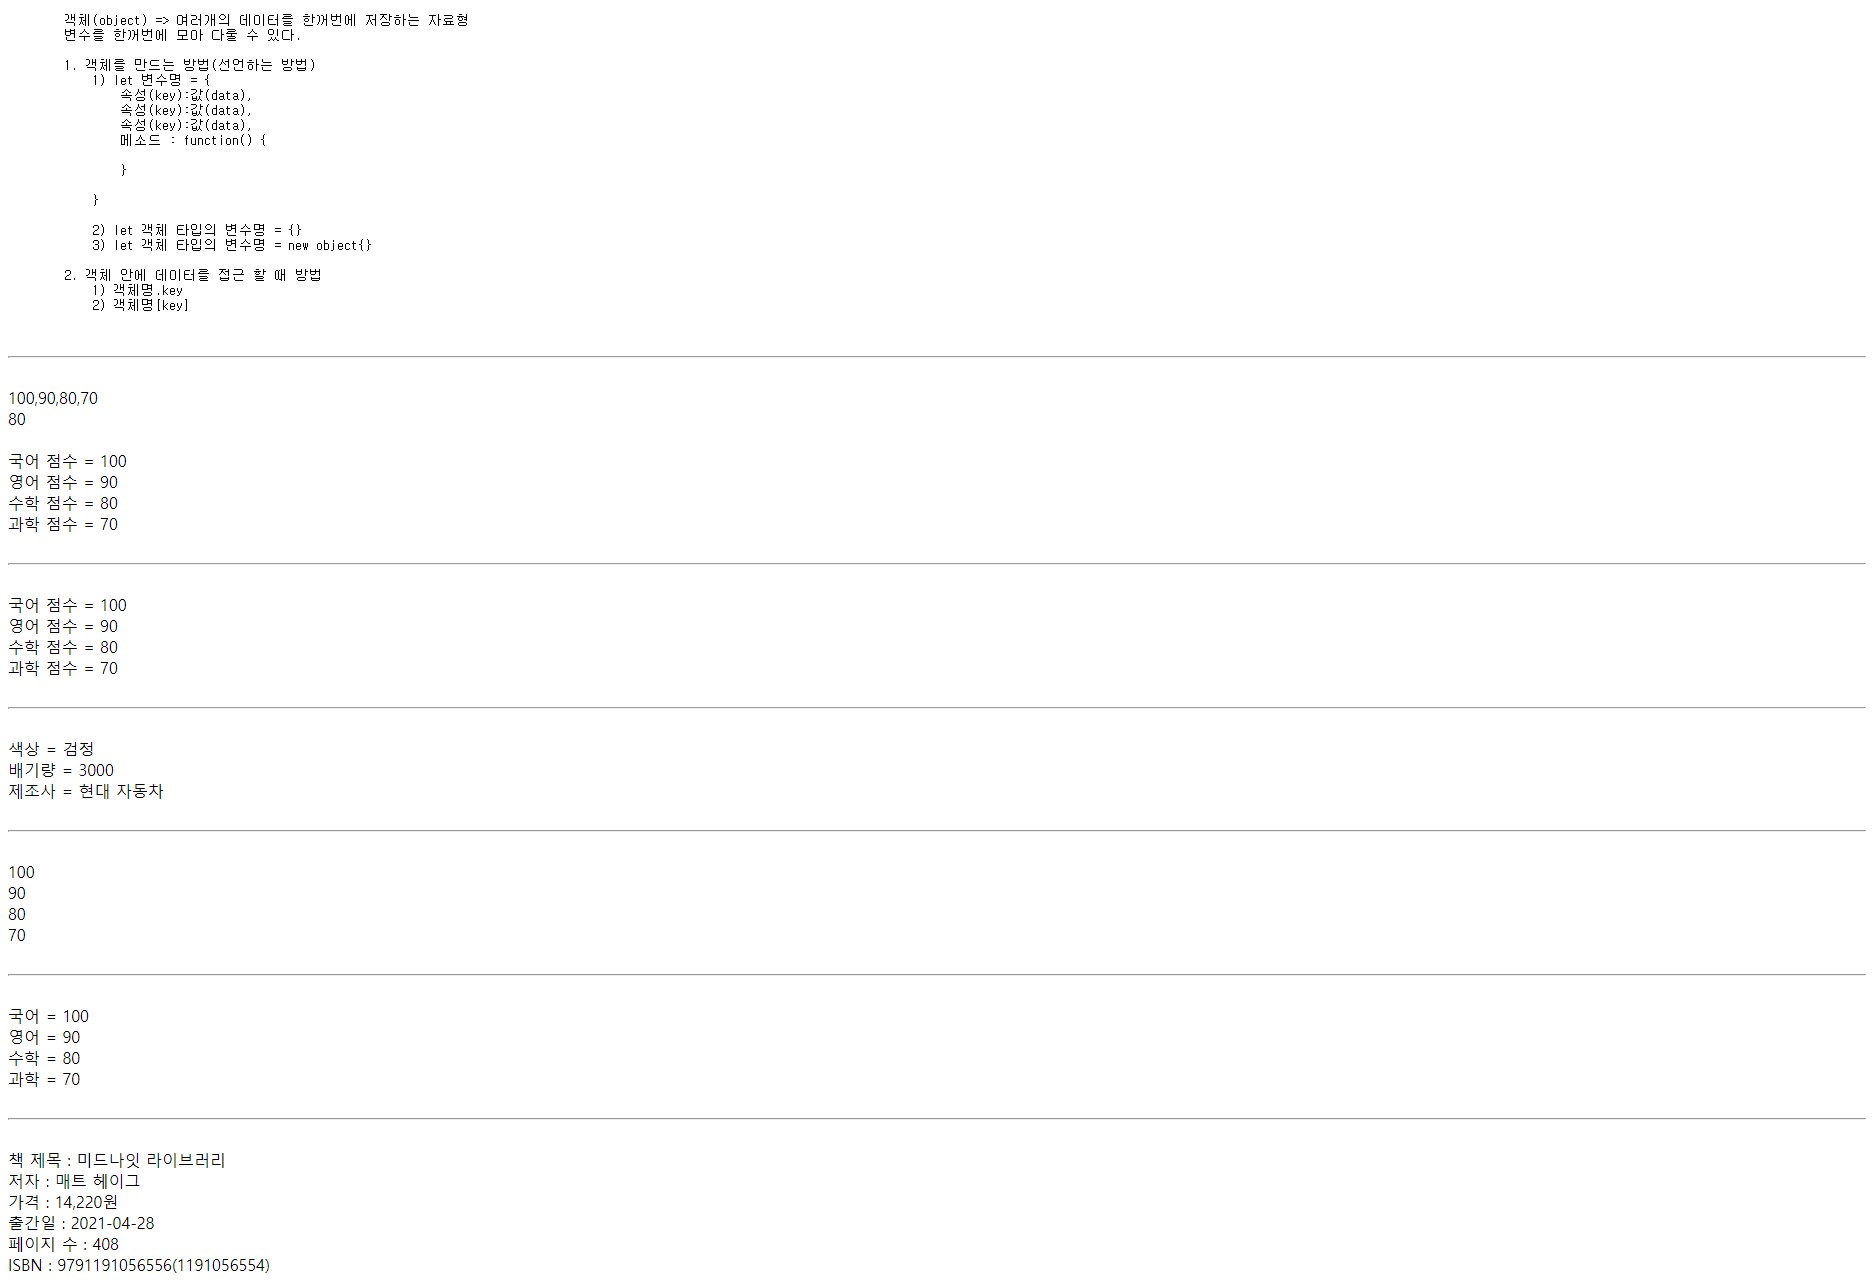 객체(object) => 여러개의 데이터를 한꺼번에 저장하는 자료형
변수를 한꺼번에 모아 다룰 수 있다.
1. 객체를 만드는 방법(선언하는 방법)
1) let 변수명 = {
속성(key):값(data),
속성(key):값(data),
속성(key):값(data),
메소드 : function() {
}
}
2) let 객체 타입의 변수명 = {}
3) let 객체 타입의 변수명 = new object{}
2. 객체 안에 데이터를 접근 할 때 방법
1) 객체명.key
2) 객체명[key]
100,90,80,70
80
국어 점수 = 100
영어 점수 = 90
수학 점수 = 80
과학 점수 = 70
국어 점수 = 100
영어 점수 = 90
수학 점수 = 80
과학 점수 = 70
색상 = 검정
배기량 = 3000
제조사 = 현대 자동차
100
90
80
70
국어 = 100
영어 = 90
수학 = 80
과학 = 70
책 제목 : 미드나잇 라이브러리
저자 : 매트 헤이그
가격 : 14,220원
출간일 : 2021-04-28
페이지 수 : 408
ISBN : 9791191056556(1191056554)